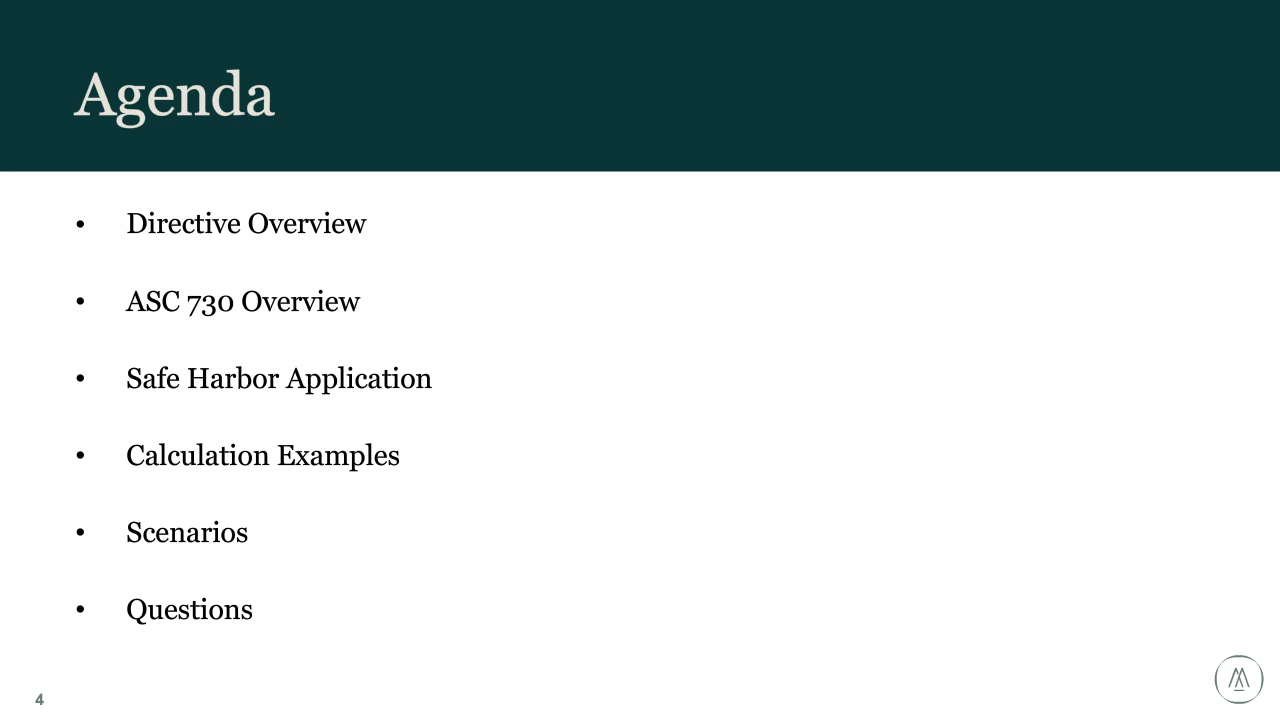 Agenda
• Directive Overview
• ASC 730 Overview
• Safe Harbor Application
• Calculation Examples
• Scenarios
• Questions
4